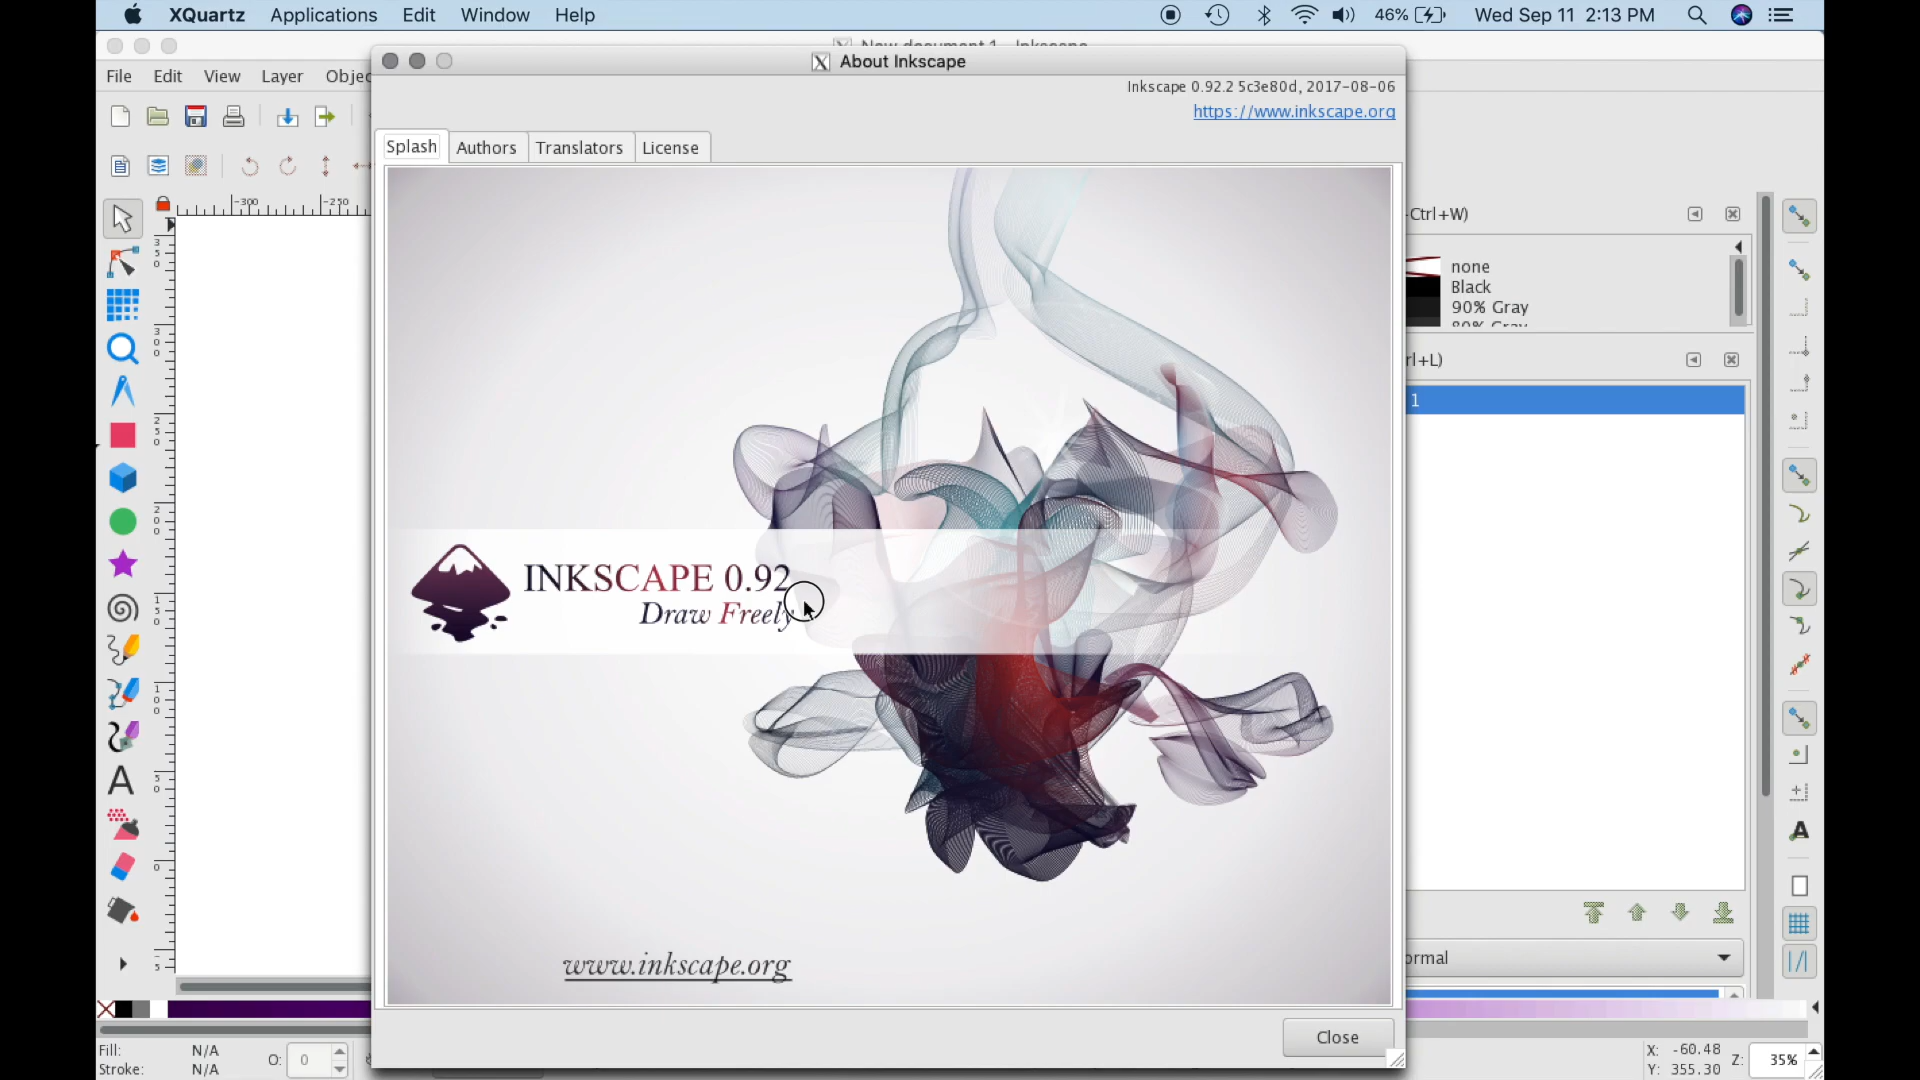 XQuartz Applications Edit Window Help
46% Wed Sep 11 2:13 PM
About Inkscape
File Edit View Layer
Inkscape 0.92.2 5c3e80d, 2017-08-06
https://www.inkscape.org
Splash Authors Translators License
-300 -250
Ctrl+W)
none
Black
90% Gray
rl+L)
1
INKSCAPE 0.92
Draw Freely
ormal
www.inkscape.org
Close
Fill: N/A
Stroke: N/A
O: 0
X: -60.48
Y: 355.30
Z: 35%